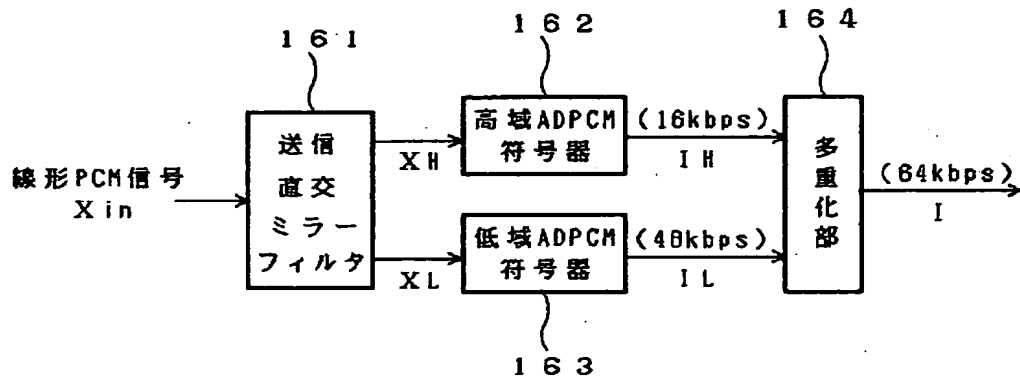 161
162
164
送信
直交
ミラー
フィルタ
線形PCM信号
Xin
XH
高域ADPCM
符号器
(16kbps)
IH
XL
低域ADPCM
符号器
(48kbps)
IL
多重化部
(64kbps)
I
163